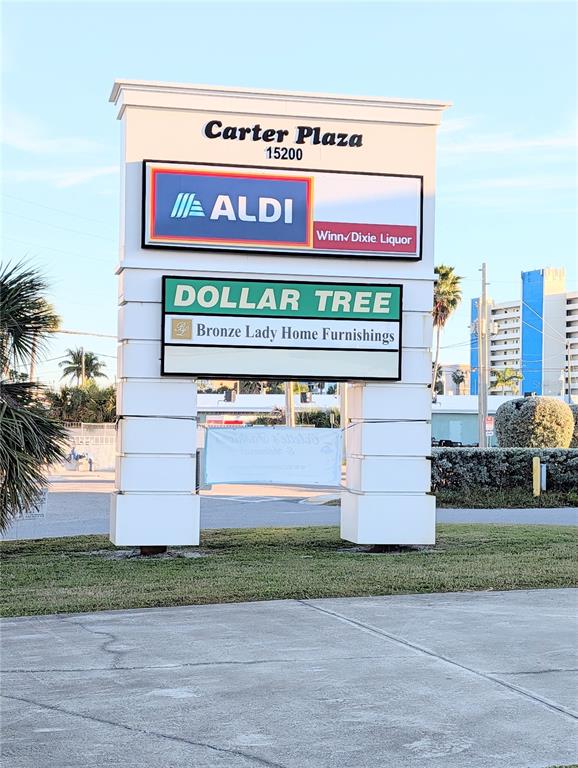 Carter Plaza
15200
ALDI
Winn✓Dixie Liquor
DOLLAR TREE
Bronze Lady Home Furnishings